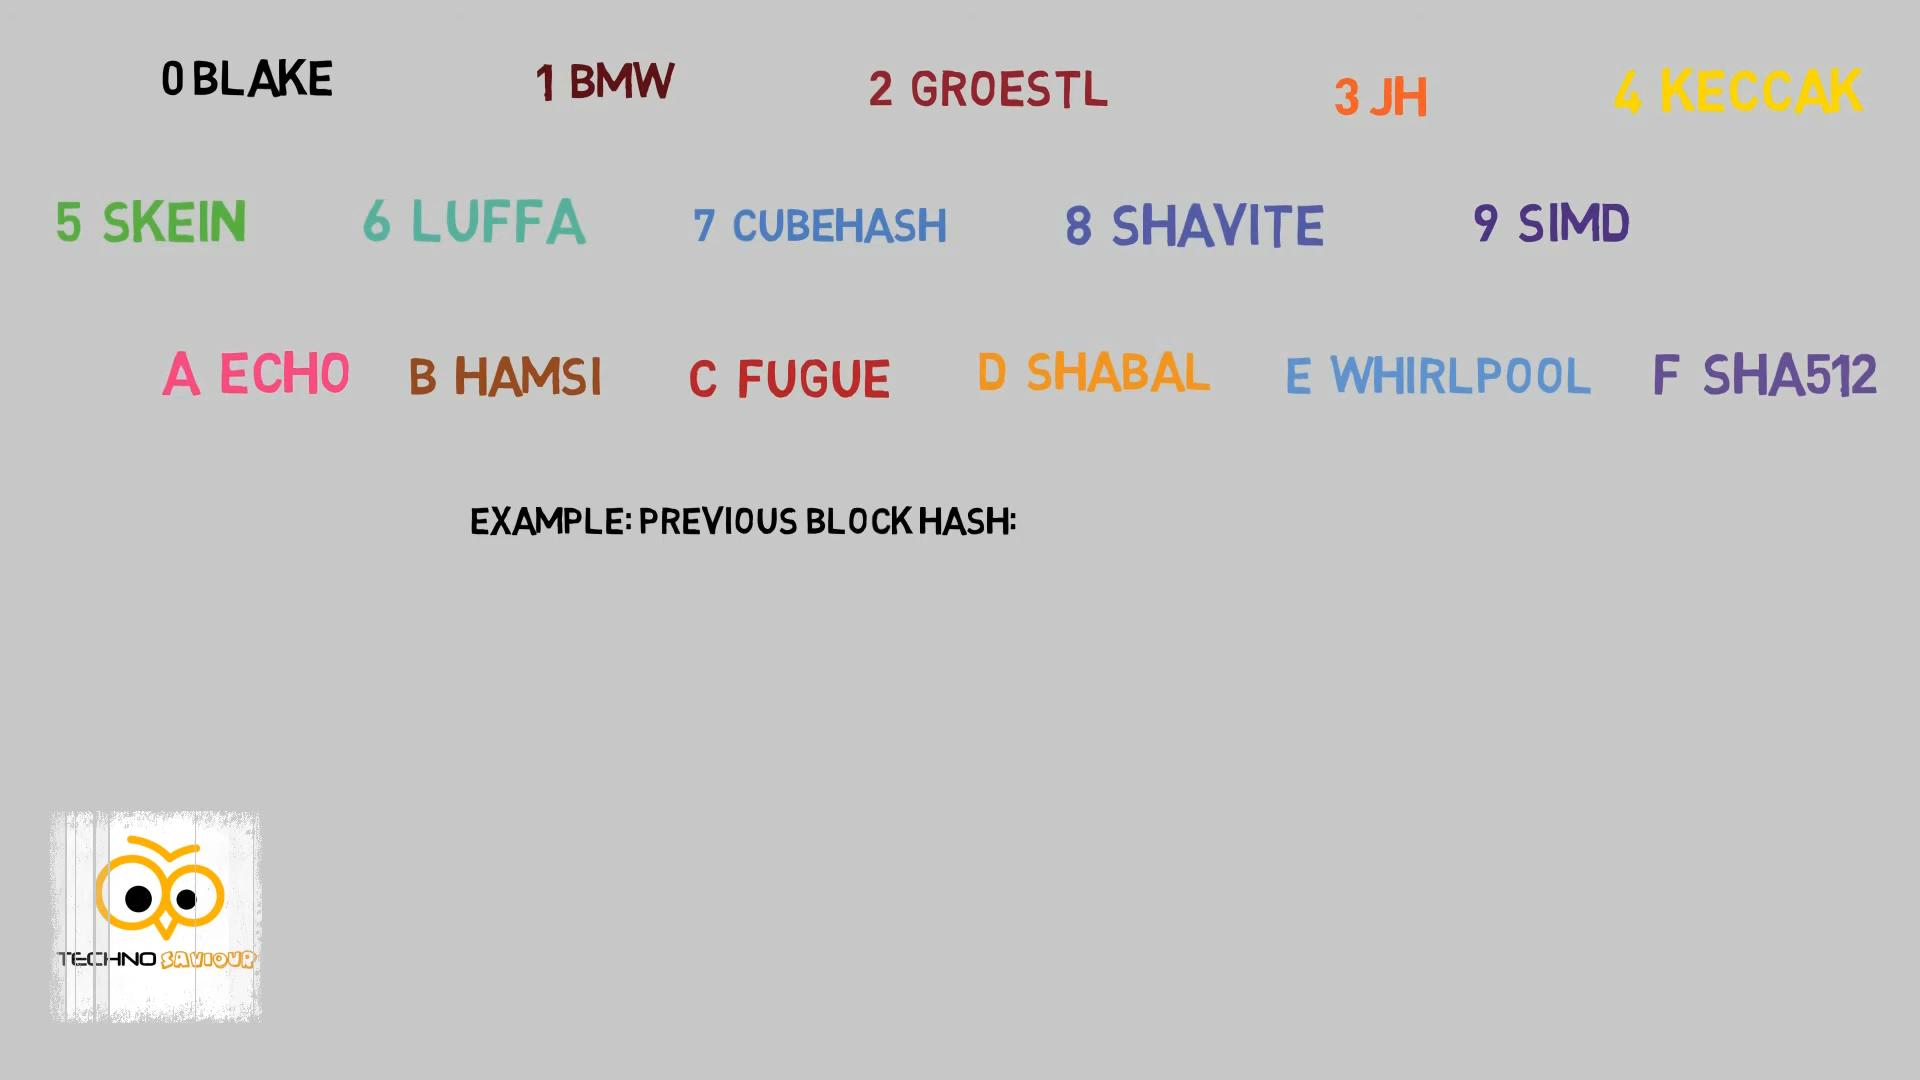 0 BLAKE 1 BMW 2 GROESTL 3 JH 4 KECCAK
5 SKEIN 6 LUFFA 7 CUBEHASH 8 SHAVITE 9 SIMD
A ECHO B HAMSI C FUGUE D SHABAL E WHIRLPOOL F SHA512
EXAMPLE: PREVIOUS BLOCK HASH:
TECHNO SAVIOUR